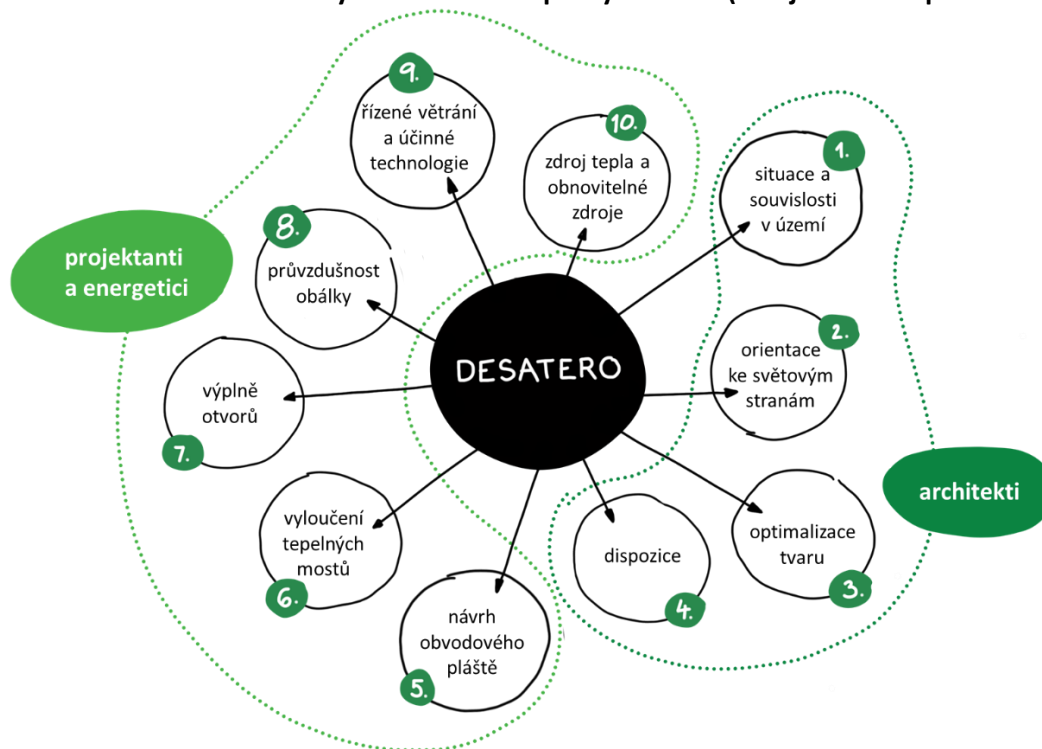 9.
řízené větrání
a účinné
technologie
10.
zdroj tepla a
obnovitelné
zdroje
1.
situace a
souvislosti
v území
8.
průvzdušnost
obálky
projektanti
a energetici
2.
orientace
ke světovým
stranám
DESATERO
výplně
otvorů
7.
architekti
vyloučení
tepelných
mostů
6.
dispozice
4.
optimalizace
tvaru
3.
návrh
obvodového
pláště
5.